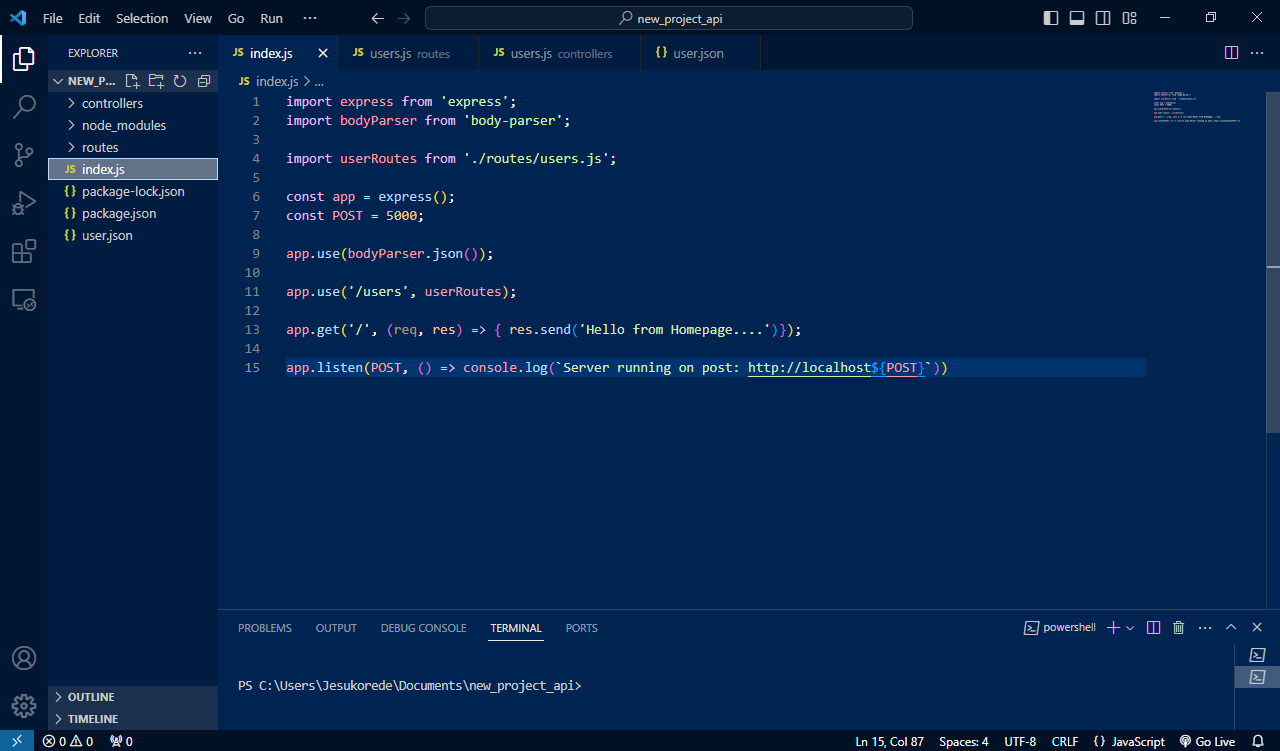 File Edit Selection View Go Run ··· new_project_api
EXPLORER ···
NEW_P...
controllers
node_modules
routes
JS index.js
{} package-lock.json
{} package.json
{} user.json
OUTLINE
TIMELINE
JS index.js JS users.js routes JS users.js controllers {} user.json
JS index.js > ...
1 import express from 'express';
2 import bodyParser from 'body-parser';
3
4 import userRoutes from './routes/users.js';
5
6 const app = express();
7 const POST = 5000;
8
9 app.use(bodyParser.json());
10
11 app.use('/users', userRoutes);
12
13 app.get('/', (req, res) => { res.send('Hello from Homepage....')});
14
15 app.listen(POST, () => console.log(`Server running on post: http://localhost${POST}`))
PROBLEMS OUTPUT DEBUG CONSOLE TERMINAL PORTS powershell
PS C:\Users\Jesukorede\Documents\new_project_api>
0 0 0 Ln 15, Col 87 Spaces: 4 UTF-8 CRLF {} JavaScript Go Live